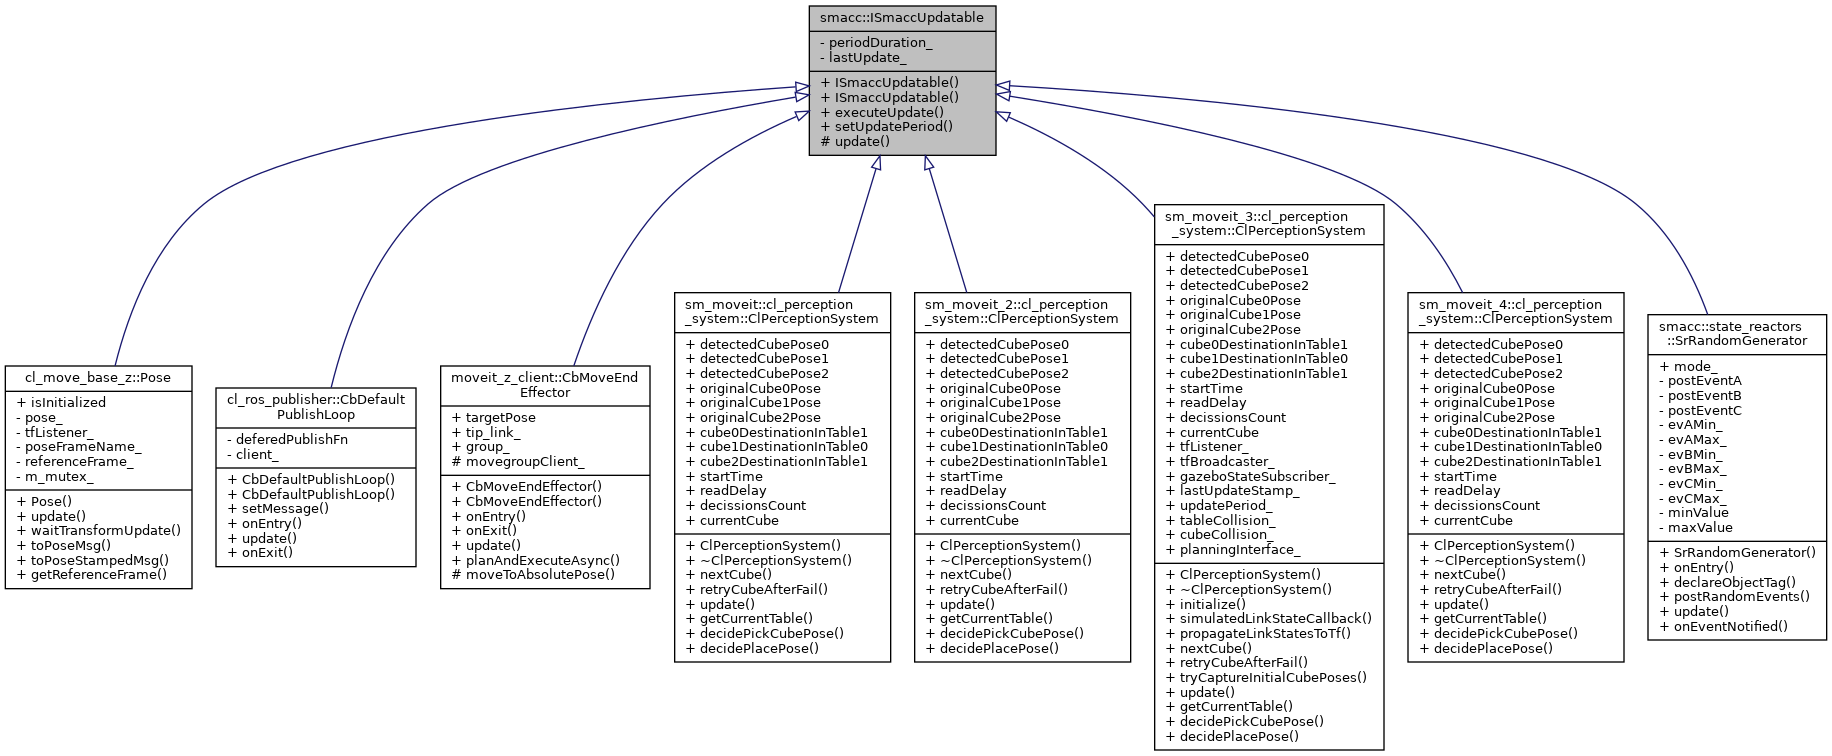 smacc::ISmaccUpdatable
- periodDuration_
- lastUpdate_
+ ISmaccUpdatable()
+ ISmaccUpdatable()
+ executeUpdate()
+ setUpdatePeriod()
# update()
cl_move_base_z::Pose
+ isInitialized
- pose_
- tfListener_
- poseFrameName_
- referenceFrame_
- m_mutex_
+ Pose()
+ update()
+ waitTransformUpdate()
+ toPoseMsg()
+ toPoseStampedMsg()
+ getReferenceFrame()
cl_ros_publisher::CbDefault
PublishLoop
- deferedPublishFn
- client_
+ CbDefaultPublishLoop()
+ CbDefaultPublishLoop()
+ setMessage()
+ onEntry()
+ update()
+ onExit()
moveit_z_client::CbMoveEnd
Effector
+ targetPose
+ tip_link_
+ group_
# movegroupClient_
+ CbMoveEndEffector()
+ CbMoveEndEffector()
+ onEntry()
+ onExit()
+ update()
+ planAndExecuteAsync()
# moveToAbsolutePose()
sm_moveit::cl_perception
_system::ClPerceptionSystem
+ detectedCubePose0
+ detectedCubePose1
+ detectedCubePose2
+ originalCube0Pose
+ originalCube1Pose
+ originalCube2Pose
+ cube0DestinationInTable1
+ cube1DestinationInTable0
+ cube2DestinationInTable1
+ startTime
+ readDelay
+ decissionsCount
+ currentCube
+ ClPerceptionSystem()
+ ~ClPerceptionSystem()
+ nextCube()
+ retryCubeAfterFail()
+ update()
+ getCurrentTable()
+ decidePickCubePose()
+ decidePlacePose()
sm_moveit_2::cl_perception
_system::ClPerceptionSystem
+ detectedCubePose0
+ detectedCubePose1
+ detectedCubePose2
+ originalCube0Pose
+ originalCube1Pose
+ originalCube2Pose
+ cube0DestinationInTable1
+ cube1DestinationInTable0
+ cube2DestinationInTable1
+ startTime
+ readDelay
+ decissionsCount
+ currentCube
+ ClPerceptionSystem()
+ ~ClPerceptionSystem()
+ nextCube()
+ retryCubeAfterFail()
+ update()
+ getCurrentTable()
+ decidePickCubePose()
+ decidePlacePose()
sm_moveit_3::cl_perception
_system::ClPerceptionSystem
+ detectedCubePose0
+ detectedCubePose1
+ detectedCubePose2
+ originalCube0Pose
+ originalCube1Pose
+ originalCube2Pose
+ cube0DestinationInTable1
+ cube1DestinationInTable0
+ cube2DestinationInTable1
+ startTime
+ readDelay
+ decissionsCount
+ currentCube
+ tfListener_
+ tfBroadcaster_
+ gazeboStateSubscriber_
+ lastUpdateStamp_
+ updatePeriod_
+ tableCollision_
+ cubeCollision_
+ planningInterface_
+ ClPerceptionSystem()
+ ~ClPerceptionSystem()
+ initialize()
+ simulatedLinkStateCallback()
+ propagateLinkStatesToTf()
+ nextCube()
+ retryCubeAfterFail()
+ tryCaptureInitialCubePoses()
+ update()
+ getCurrentTable()
+ decidePickCubePose()
+ decidePlacePose()
sm_moveit_4::cl_perception
_system::ClPerceptionSystem
+ detectedCubePose0
+ detectedCubePose1
+ detectedCubePose2
+ originalCube0Pose
+ originalCube1Pose
+ originalCube2Pose
+ cube0DestinationInTable1
+ cube1DestinationInTable0
+ cube2DestinationInTable1
+ startTime
+ readDelay
+ decissionsCount
+ currentCube
+ ClPerceptionSystem()
+ ~ClPerceptionSystem()
+ nextCube()
+ retryCubeAfterFail()
+ update()
+ getCurrentTable()
+ decidePickCubePose()
+ decidePlacePose()
smacc::state_reactors
::SrRandomGenerator
+ mode_
- postEventA
- postEventB
- postEventC
- evAMin_
- evAMax_
- evBMin_
- evBMax_
- evCMin_
- evCMax_
- minValue
- maxValue
+ SrRandomGenerator()
+ onEntry()
+ declareObjectTag()
+ postRandomEvents()
+ update()
+ onEventNotified()